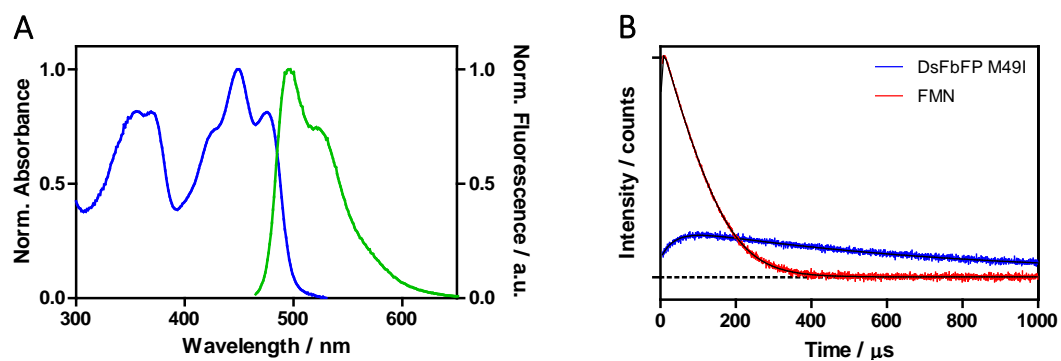 A
Norm. Absorbance
1.0
0.5
0.0
300
400
500
600
Wavelength / nm
1.0
0.5
0.0
Norm. Fluorescence / a.u.
B
Intensity / counts
DsFbFP M49I
FMN
0
200
400
600
800
1000
Time / μs